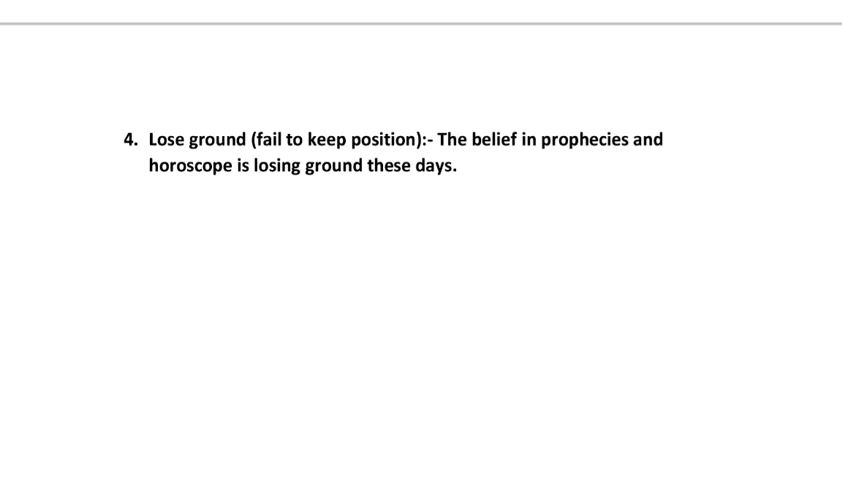 4. Lose ground (fail to keep position):- The belief in prophecies and
horoscope is losing ground these days.